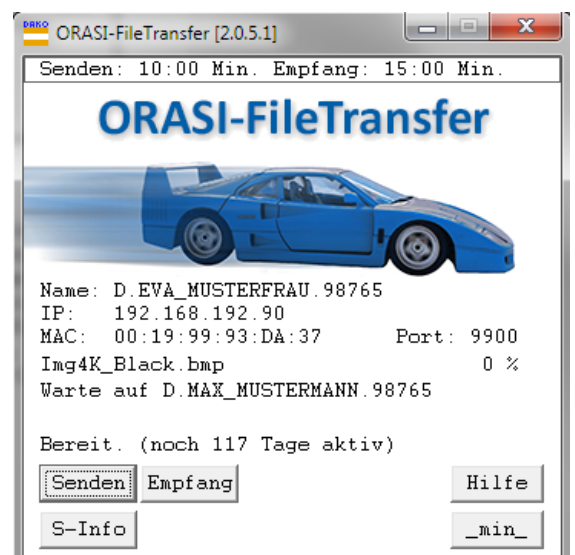 DAKO
ORASI-FileTransfer [2.0.5.1]
Senden: 10:00 Min. Empfang: 15:00 Min.
ORASI-FileTransfer
Name: D.EVA_MUSTERFRAU.98765
IP: 192.168.192.90
MAC: 00:19:99:93:DA:37 Port: 9900
Img4K_Black.bmp 0 %
Warte auf D.MAX_MUSTERMANN.98765
Bereit. (noch 117 Tage aktiv)
Senden Empfang Hilfe
S-Info _min_